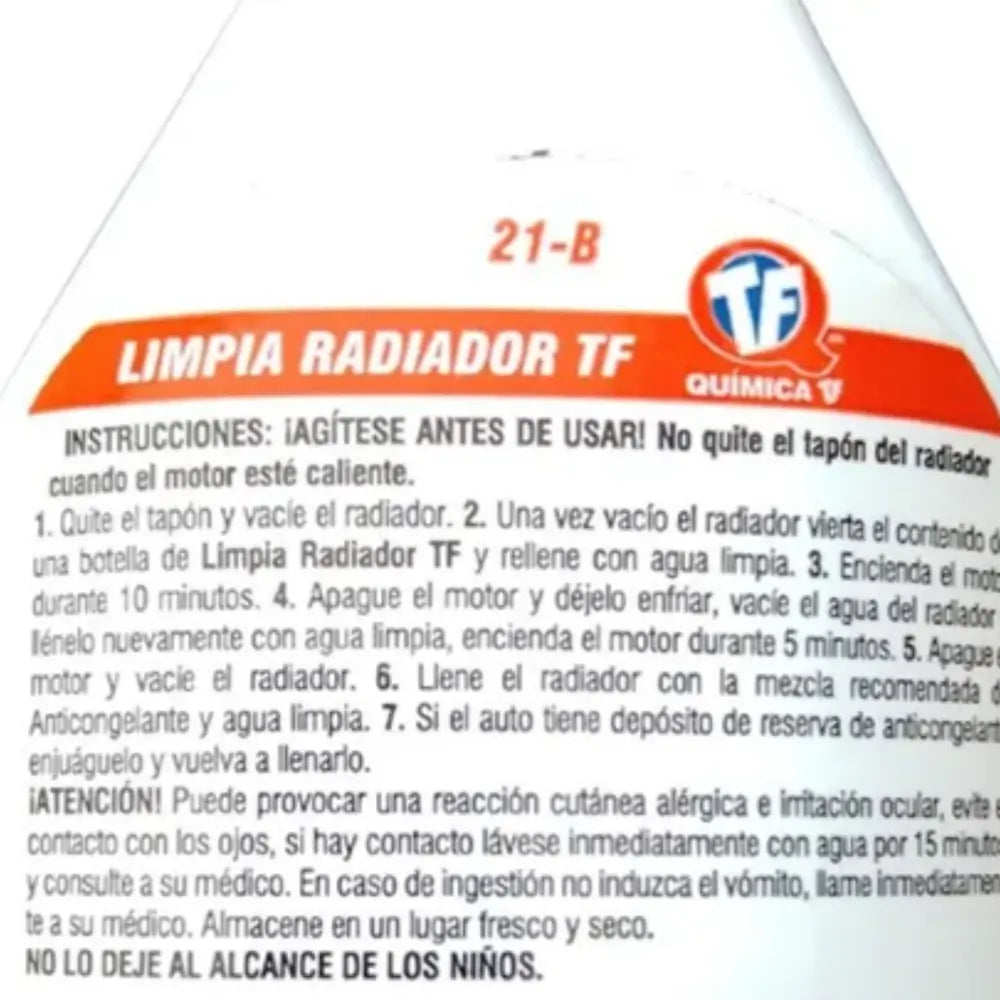 21-B
TF
LIMPIA RADIADOR TF
QUÍMICA TF
INSTRUCCIONES: ¡AGÍTESE ANTES DE USAR! No quite el tapón del radiador
cuando el motor esté caliente.
1. Quite el tapón y vacíe el radiador. 2. Una vez vacío el radiador vierta el contenido d
una botella de Limpia Radiador TF y rellene con agua limpia. 3. Encienda el moto
durante 10 minutos. 4. Apague el motor y déjelo enfriar, vacíe el agua del radiador
llénelo nuevamente con agua limpia, encienda el motor durante 5 minutos. 5. Apague e
motor y vacíe el radiador. 6. Llene el radiador con la mezcla recomendada d
Anticongelante y agua limpia. 7. Si el auto tiene depósito de reserva de anticongelant
enjuáguelo y vuelva a llenarlo.
¡ATENCIÓN! Puede provocar una reacción cutánea alérgica e irritación ocular, evite e
contacto con los ojos, si hay contacto lávese inmediatamente con agua por 15 minuto
y consulte a su médico. En caso de ingestión no induzca el vómito, llame inmediatamen
te a su médico. Almacene en un lugar fresco y seco.
NO LO DEJE AL ALCANCE DE LOS NIÑOS.